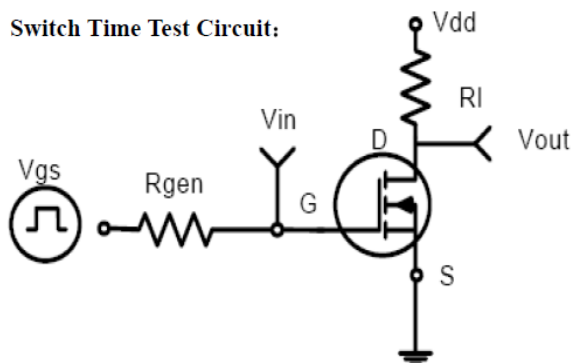 Switch Time Test Circuit:
Vdd
Rl
Vin
D
Vout
Vgs
Rgen
G
S